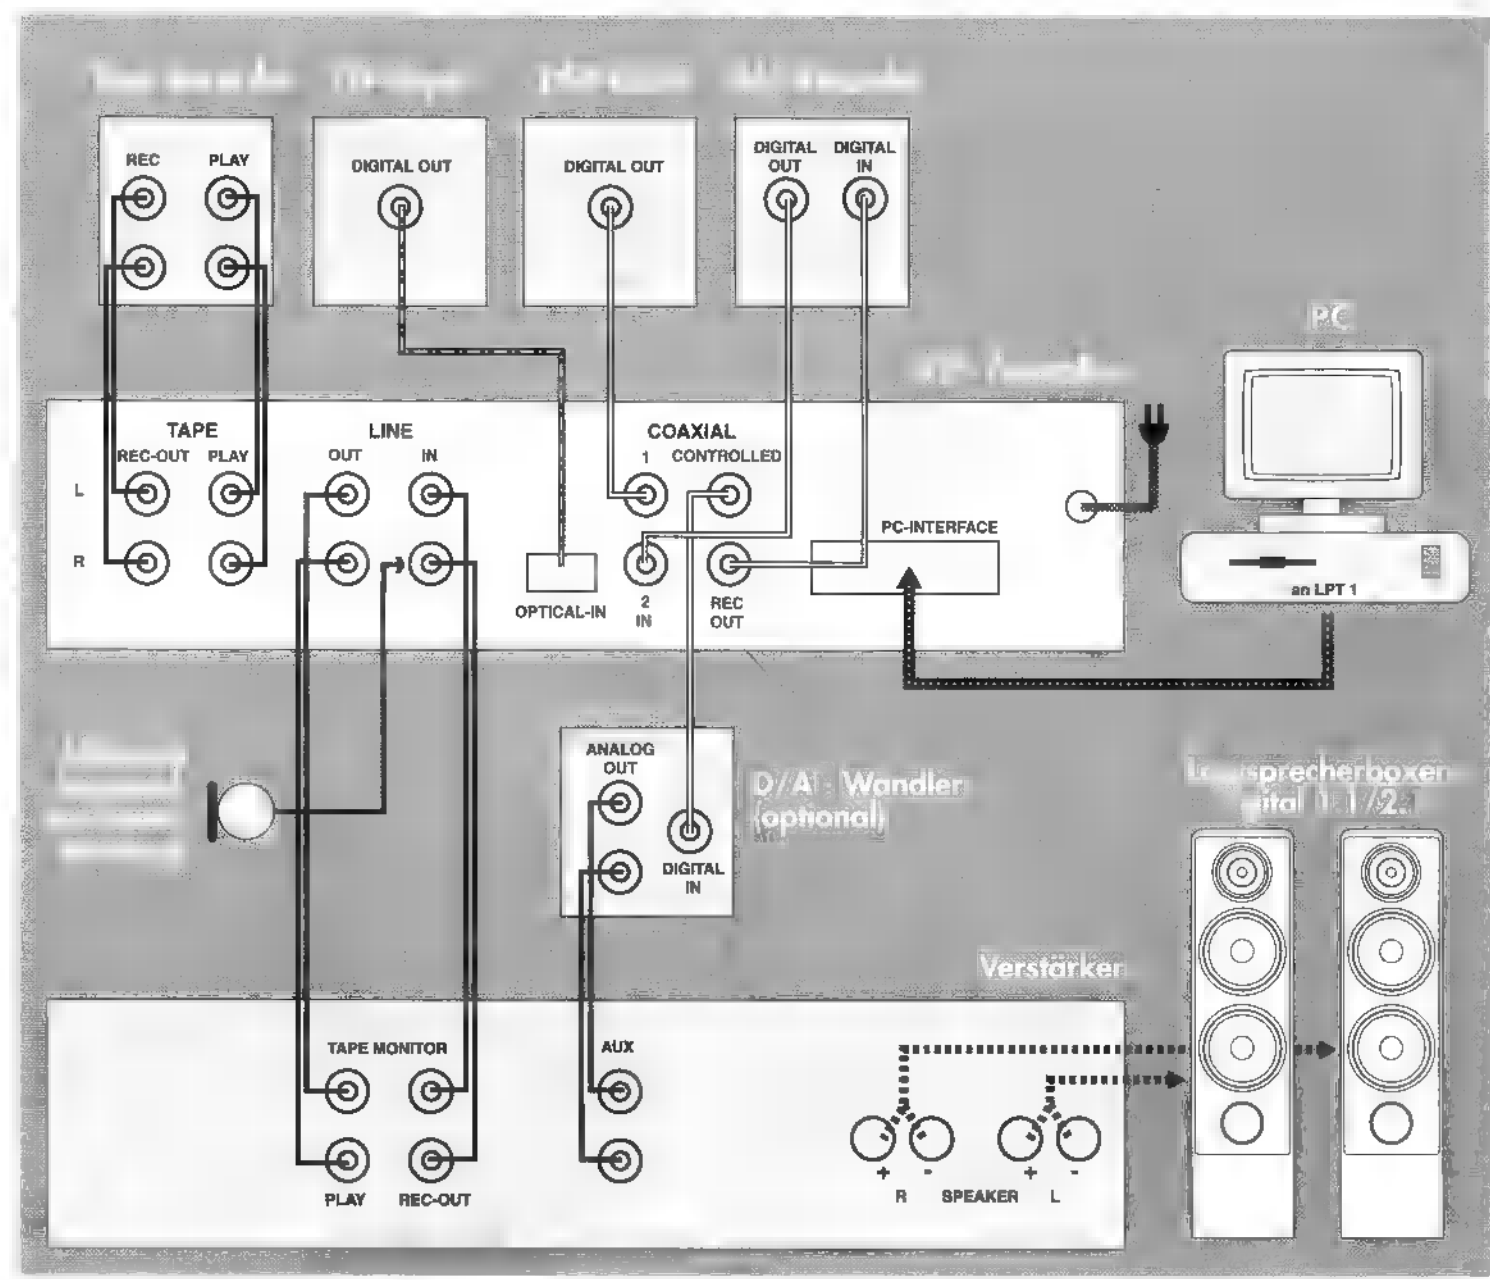 REC PLAY
DIGITAL OUT
DIGITAL OUT
DIGITAL OUT
DIGITAL IN
PC
TAPE
REC-OUT PLAY
LINE
OUT IN
COAXIAL
1 CONTROLLED
L
R
PC-INTERFACE
OPTICAL-IN
2 IN
REC OUT
an LPT 1
ANALOG OUT
DIGITAL IN
D/A - Wandler
(optional)
Lautsprecherboxen
Verstärker
TAPE MONITOR
AUX
PLAY REC-OUT
+ - + -
R SPEAKER L